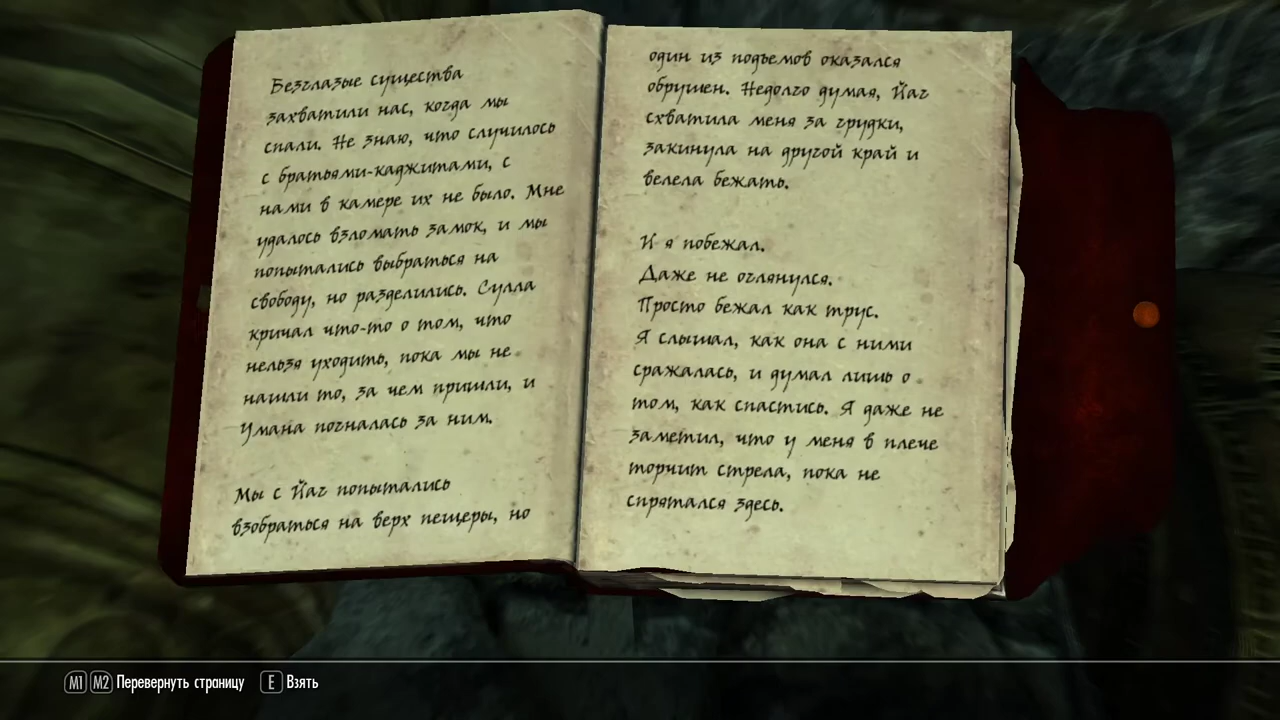 Безглазые существа
захватили нас, когда мы
спали. Не знаю, что случилось
с братьями-каджитами, с
нами в камере их не было. Мне
удалось взломать замок, и мы
попытались выбраться на
свободу, но разделились. Сулла
кричал что-то о том, что
нельзя уходить, пока мы не
нашли то, за чем пришли, и
Умана погналась за ним.
Мы с Йаг попытались
взобраться на верх пещеры, но
один из подъемов оказался
обрушен. Недолго думая, Йаг
схватила меня за грудки,
закинула на другой край и
велела бежать.
И я побежал.
Даже не оглянулся.
Просто бежал как трус.
Я слышал, как она с ними
сражалась, и думал лишь о
том, как спастись. Я даже не
заметил, что у меня в плече
торчит стрела, пока не
спрятался здесь.
M1 M2 Перевернуть страницу E Взять